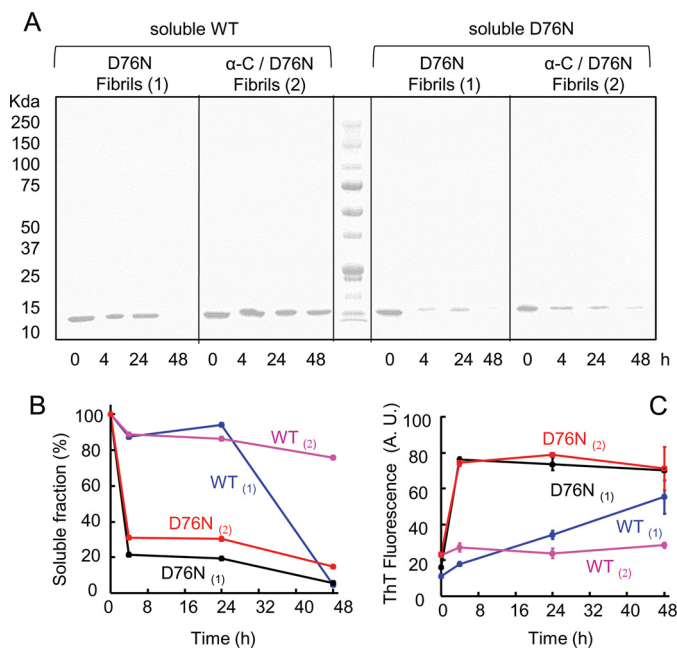 A
soluble WT soluble D76N
D76N α-C / D76N D76N α-C / D76N
Fibrils (1) Fibrils (2) Fibrils (1) Fibrils (2)
Kda
250
150
100
75
50
37
25
15
10
0 4 24 48 0 4 24 48 0 4 24 48 0 4 24 48 h
B
Soluble fraction (%)
100
80
60
40
20
0
WT (2)
WT (1)
D76N (2)
D76N (1)
0 8 16 24 32 40 48
Time (h)
C
ThT Fluorescence (A. U.)
100
80
60
40
20
0
D76N (2)
D76N (1)
WT (1)
WT (2)
0 8 16 24 32 40 48
Time (h)